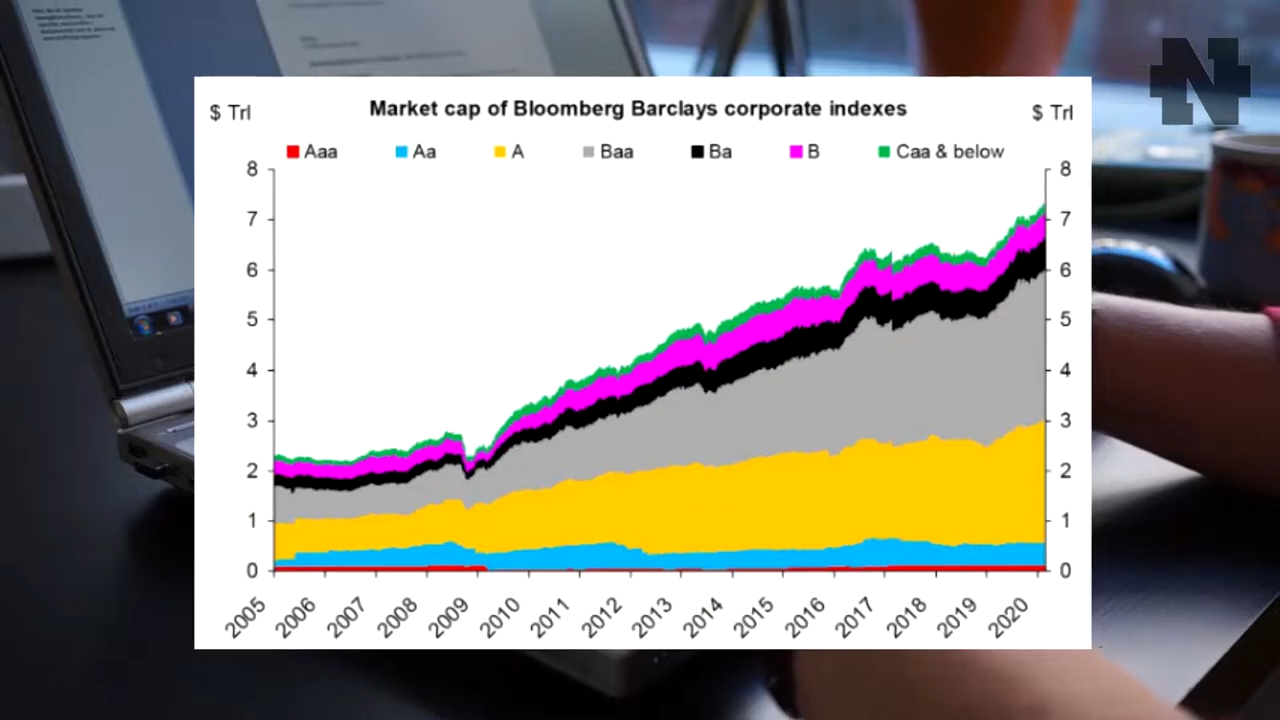 $ Trl
Market cap of Bloomberg Barclays corporate indexes
$ Trl
Aaa Aa A Baa Ba B Caa & below
8 8
7 7
6 6
5 5
4 4
3 3
2 2
1 1
0 0
2005 2006 2007 2008 2009 2010 2011 2012 2013 2014 2015 2016 2017 2018 2019 2020
N